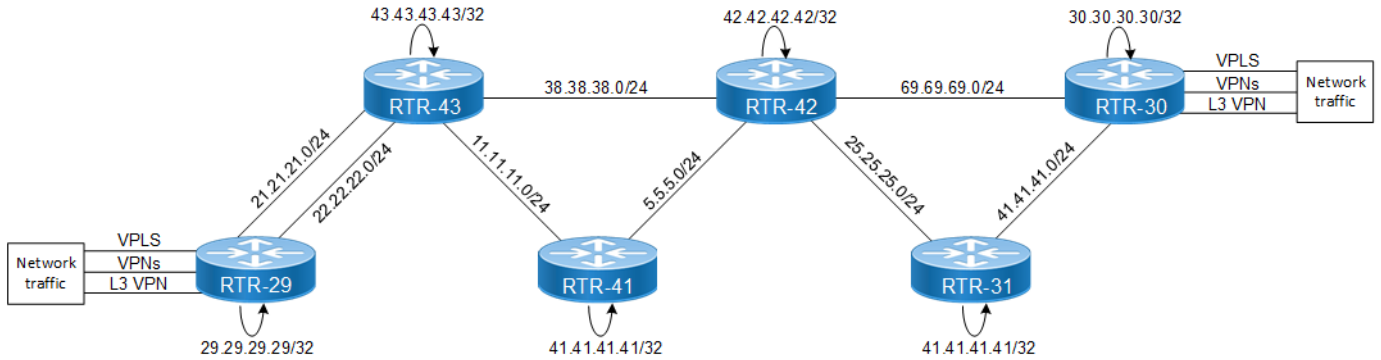 43.43.43.43/32
42.42.42.42/32
30.30.30.30/32
RTR-43
38.38.38.0/24
RTR-42
69.69.69.0/24
RTR-30
VPLS
VPNs
L3 VPN
Network
traffic
21.21.21.0/24
22.22.22.0/24
11.11.11.0/24
5.5.5.0/24
25.25.25.0/24
41.41.41.0/24
Network
traffic
VPLS
VPNs
L3 VPN
RTR-29
RTR-41
RTR-31
29.29.29.29/32
41.41.41.41/32
41.41.41.41/32